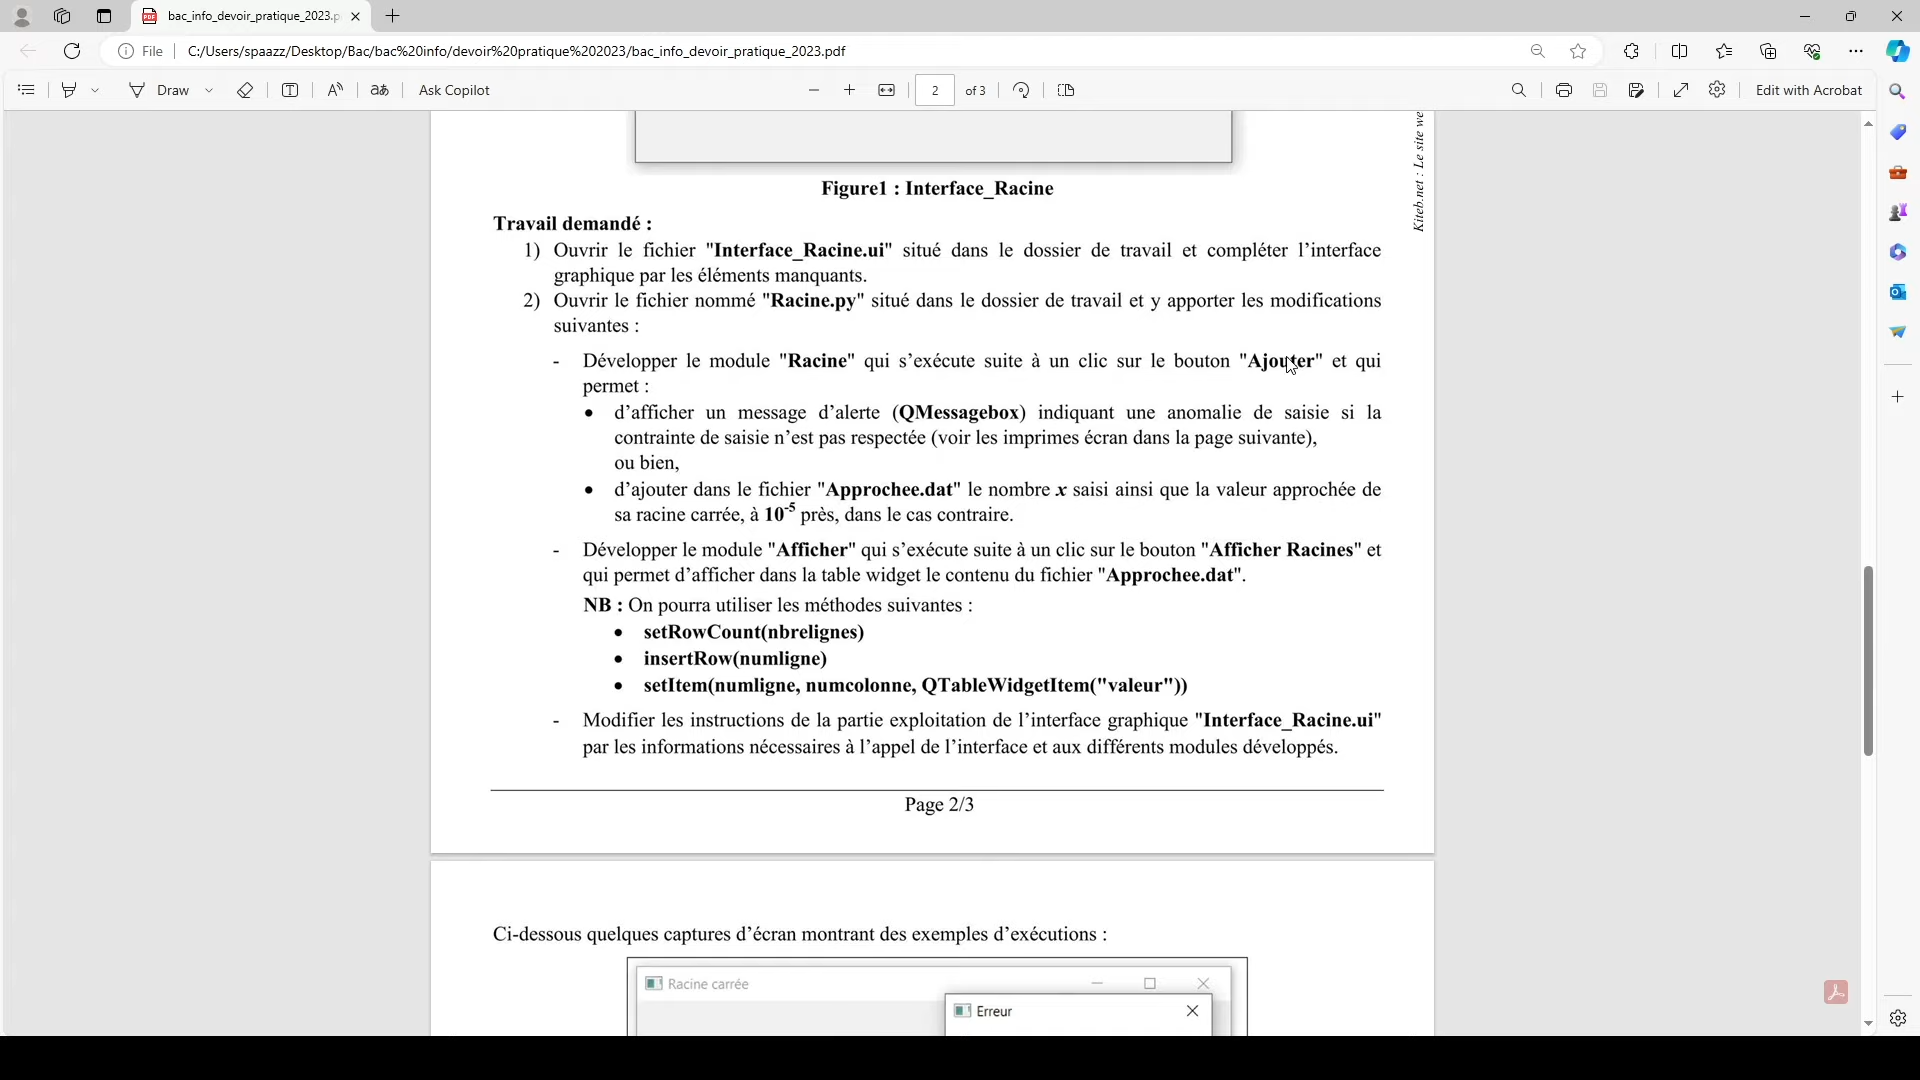 bac_info_devoir_pratique_2023.p
File
C:/Users/spaazz/Desktop/Bac/bac%20info/devoir%20pratique%202023/bac_info_devoir_pratique_2023.pdf
Draw
Ask Copilot
2 of 3
Edit with Acrobat
Kiteb.net : Le site we
Figure1 : Interface_Racine
Travail demandé :
1) Ouvrir le fichier "Interface_Racine.ui" situé dans le dossier de travail et compléter l'interface
graphique par les éléments manquants.
2) Ouvrir le fichier nommé "Racine.py" situé dans le dossier de travail et y apporter les modifications
suivantes :
- Développer le module "Racine" qui s'exécute suite à un clic sur le bouton "Ajouter" et qui
permet :
• d'afficher un message d'alerte (QMessagebox) indiquant une anomalie de saisie si la
contrainte de saisie n'est pas respectée (voir les imprimes écran dans la page suivante),
ou bien,
• d'ajouter dans le fichier "Approchee.dat" le nombre x saisi ainsi que la valeur approchée de
sa racine carrée, à 10-5 près, dans le cas contraire.
- Développer le module "Afficher" qui s'exécute suite à un clic sur le bouton "Afficher Racines" et
qui permet d'afficher dans la table widget le contenu du fichier "Approchee.dat".
NB : On pourra utiliser les méthodes suivantes :
• setRowCount(nbrelignes)
• insertRow(numligne)
• setItem(numligne, numcolonne, QTableWidgetItem("valeur"))
- Modifier les instructions de la partie exploitation de l'interface graphique "Interface_Racine.ui"
par les informations nécessaires à l'appel de l'interface et aux différents modules développés.
Page 2/3
Ci-dessous quelques captures d'écran montrant des exemples d'exécutions :
Racine carrée
Erreur